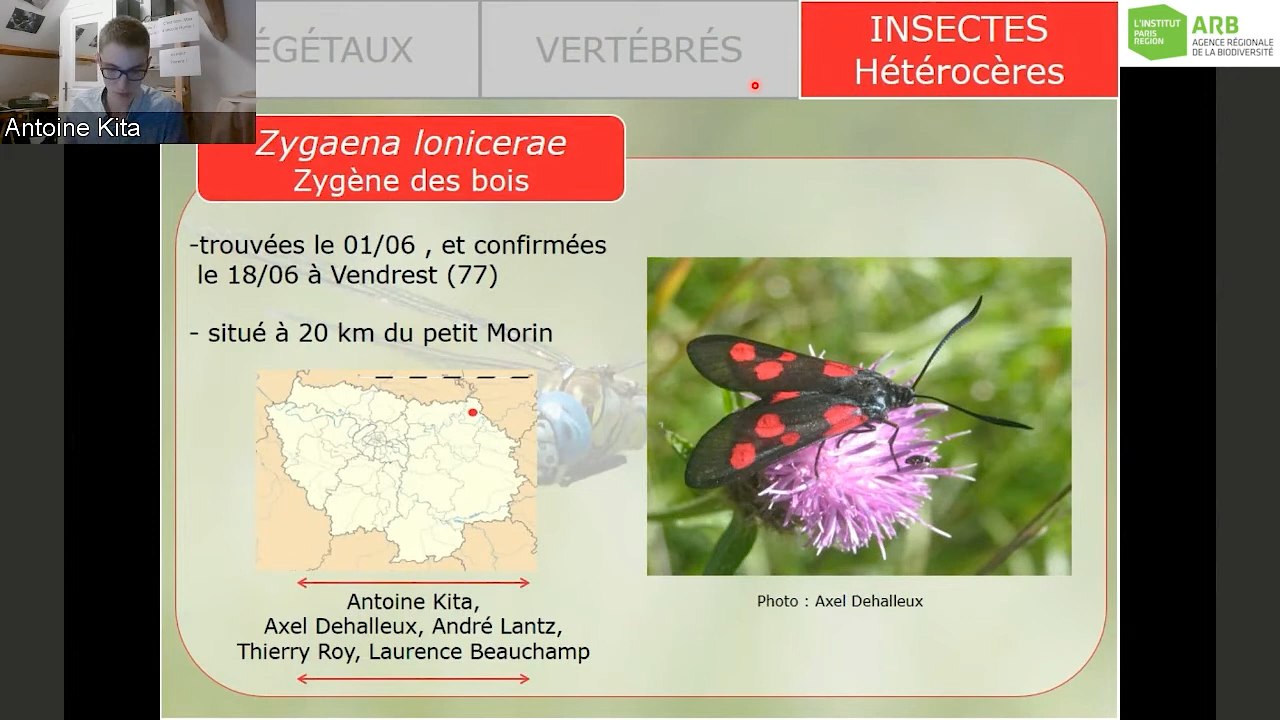 ÉGÉTAUX
VERTÉBRÉS
INSECTES
Hétérocères
L'INSTITUT
PARIS
REGION
ARB
AGENCE RÉGIONALE
DE LA BIODIVERSITÉ
Antoine Kita
Zygaena lonicerae
Zygène des bois
-trouvées le 01/06 , et confirmées
le 18/06 à Vendrest (77)
- situé à 20 km du petit Morin
Antoine Kita,
Axel Dehalleux, André Lantz,
Thierry Roy, Laurence Beauchamp
Photo : Axel Dehalleux